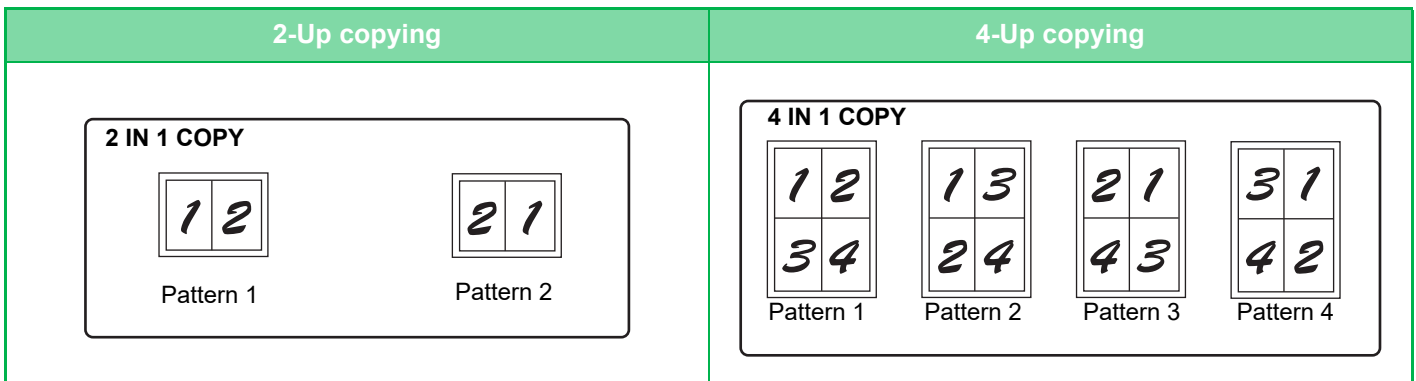 2-Up copying
4-Up copying
2 IN 1 COPY
1 2
Pattern 1
2 1
Pattern 2
4 IN 1 COPY
1 2
3 4
Pattern 1
1 3
2 4
Pattern 2
2 1
4 3
Pattern 3
3 1
4 2
Pattern 4